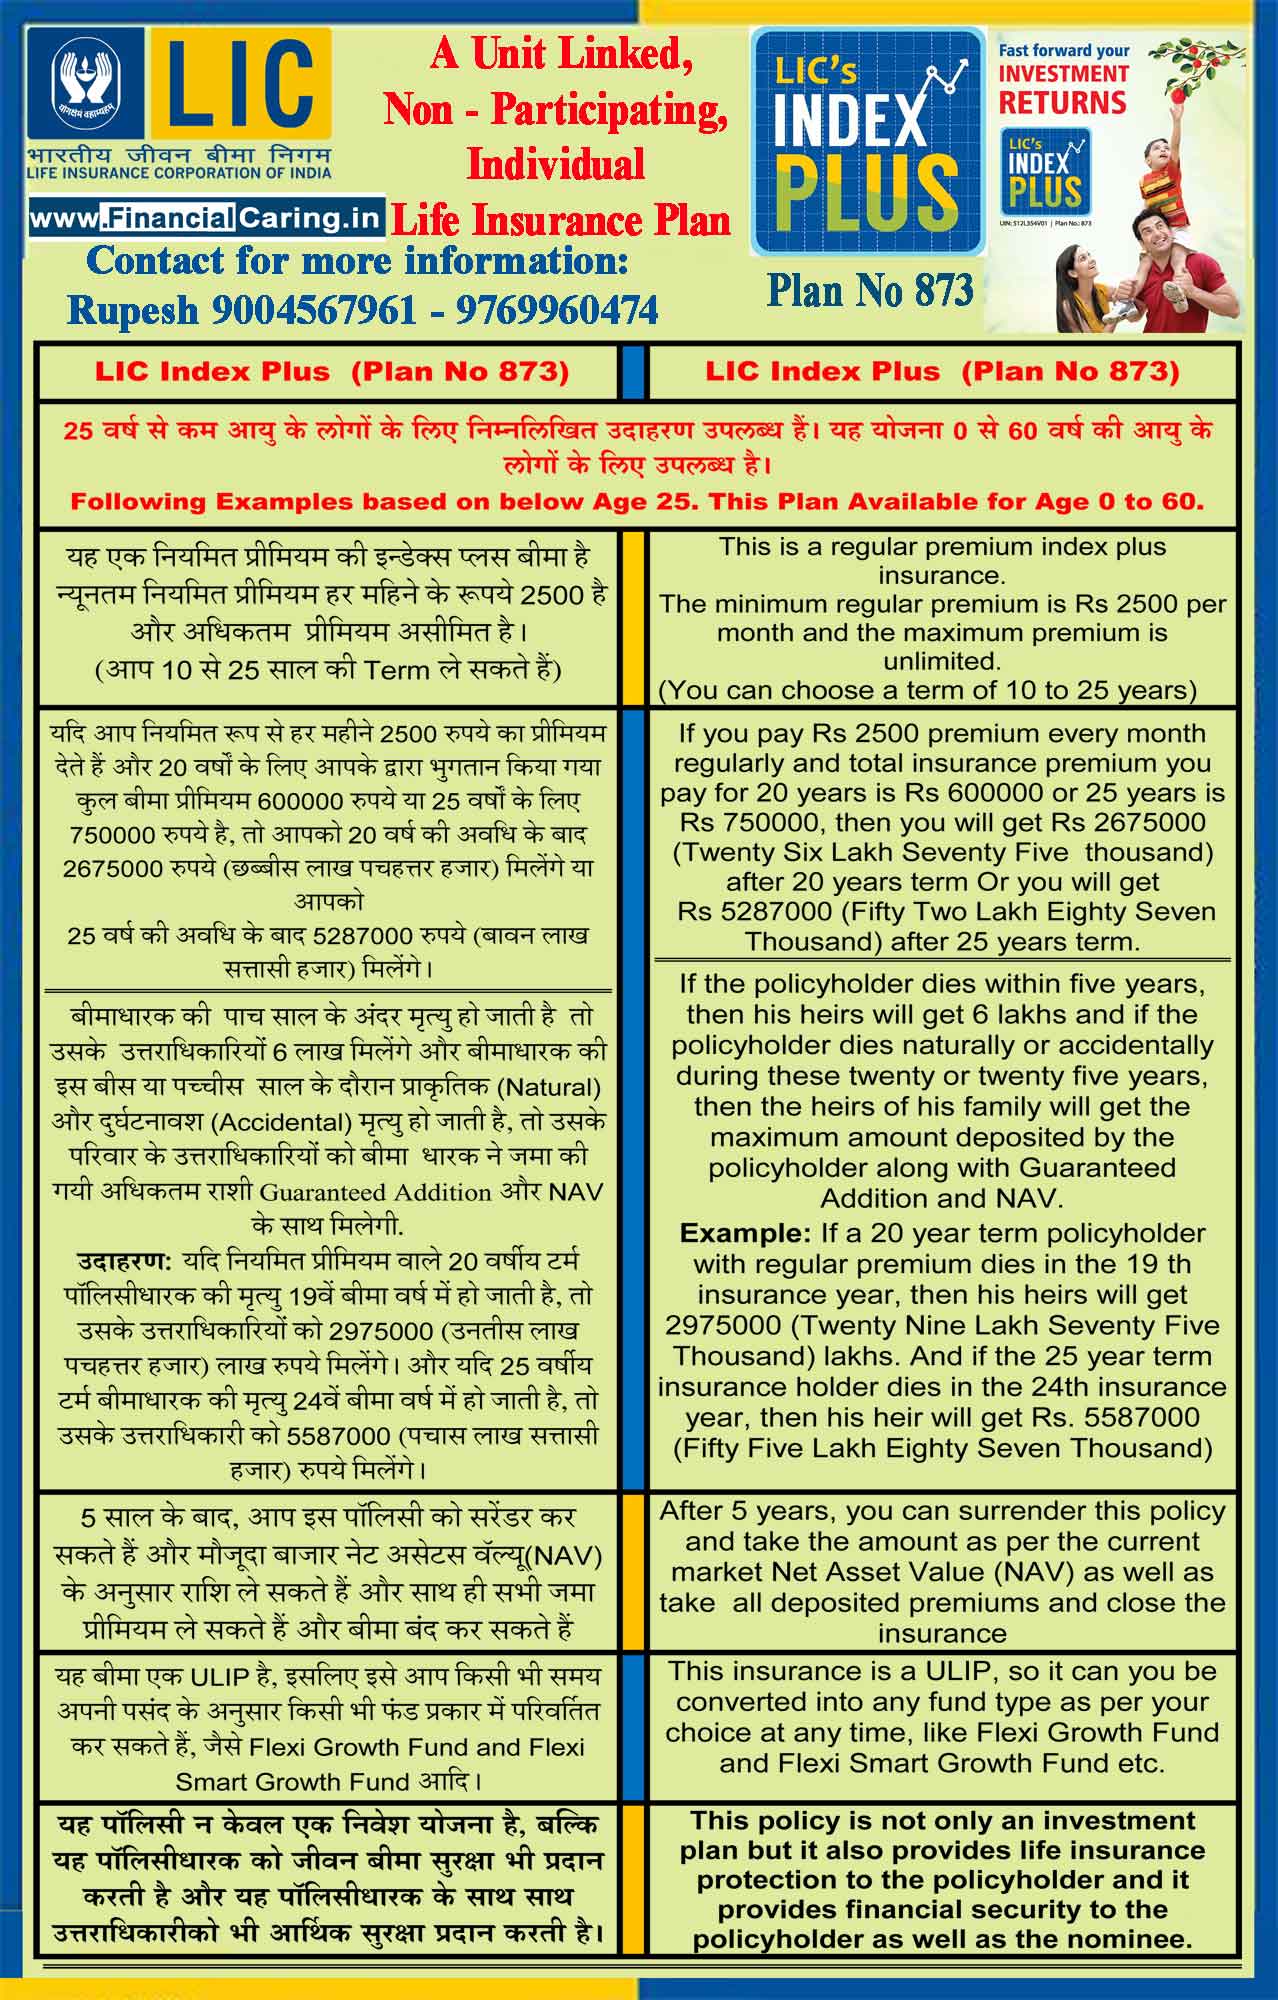 LIC
योगक्षेमं वहाम्यहम्
भारतीय जीवन बीमा निगम
LIFE INSURANCE CORPORATION OF INDIA
www.FinancialCaring.in
A Unit Linked,
Non - Participating,
Individual
Life Insurance Plan
Contact for more information:
Rupesh 9004567961 - 9769960474
LIC's
INDEX
PLUS
Plan No 873
Fast forward your
INVESTMENT
RETURNS
LIC's
INDEX
PLUS
UIN: 512L354V01 | Plan No.: 873
LIC Index Plus (Plan No 873)
LIC Index Plus (Plan No 873)
25 वर्ष से कम आयु के लोगों के लिए निम्नलिखित उदाहरण उपलब्ध हैं। यह योजना 0 से 60 वर्ष की आयु के
लोगों के लिए उपलब्ध है।
Following Examples based on below Age 25. This Plan Available for Age 0 to 60.
यह एक नियमित प्रीमियम की इन्डेक्स प्लस बीमा है
न्यूनतम नियमित प्रीमियम हर महिने के रूपये 2500 है
और अधिकतम प्रीमियम असीमित है।
(आप 10 से 25 साल की Term ले सकते हैं)
This is a regular premium index plus
insurance.
The minimum regular premium is Rs 2500 per
month and the maximum premium is
unlimited.
(You can choose a term of 10 to 25 years)
यदि आप नियमित रूप से हर महीने 2500 रुपये का प्रीमियम
देते हैं और 20 वर्षों के लिए आपके द्वारा भुगतान किया गया
कुल बीमा प्रीमियम 600000 रुपये या 25 वर्षों के लिए
750000 रुपये है, तो आपको 20 वर्ष की अवधि के बाद
2675000 रुपये (छब्बीस लाख पचहत्तर हजार) मिलेंगे या
आपको
25 वर्ष की अवधि के बाद 5287000 रुपये (बावन लाख
सत्तासी हजार) मिलेंगे।
If you pay Rs 2500 premium every month
regularly and total insurance premium you
pay for 20 years is Rs 600000 or 25 years is
Rs 750000, then you will get Rs 2675000
(Twenty Six Lakh Seventy Five thousand)
after 20 years term Or you will get
Rs 5287000 (Fifty Two Lakh Eighty Seven
Thousand) after 25 years term.
बीमाधारक की पाच साल के अंदर मृत्यु हो जाती है तो
उसके उत्तराधिकारियों 6 लाख मिलेंगे और बीमाधारक की
इस बीस या पच्चीस साल के दौरान प्राकृतिक (Natural)
और दुर्घटनावश (Accidental) मृत्यु हो जाती है, तो उसके
परिवार के उत्तराधिकारियों को बीमा धारक ने जमा की
गयी अधिकतम राशी Guaranteed Addition और NAV
के साथ मिलेगी.
उदाहरण: यदि नियमित प्रीमियम वाले 20 वर्षीय टर्म
पॉलिसीधारक की मृत्यु 19वें बीमा वर्ष में हो जाती है, तो
उसके उत्तराधिकारियों को 2975000 (उनतीस लाख
पचहत्तर हजार) लाख रुपये मिलेंगे। और यदि 25 वर्षीय
टर्म बीमाधारक की मृत्यु 24वें बीमा वर्ष में हो जाती है, तो
उसके उत्तराधिकारी को 5587000 (पचास लाख सत्तासी
हजार) रुपये मिलेंगे।
If the policyholder dies within five years,
then his heirs will get 6 lakhs and if the
policyholder dies naturally or accidentally
during these twenty or twenty five years,
then the heirs of his family will get the
maximum amount deposited by the
policyholder along with Guaranteed
Addition and NAV.
Example: If a 20 year term policyholder
with regular premium dies in the 19 th
insurance year, then his heirs will get
2975000 (Twenty Nine Lakh Seventy Five
Thousand) lakhs. And if the 25 year term
insurance holder dies in the 24th insurance
year, then his heir will get Rs. 5587000
(Fifty Five Lakh Eighty Seven Thousand)
5 साल के बाद, आप इस पॉलिसी को सरेंडर कर
सकते हैं और मौजूदा बाजार नेट असेटस वॅल्यू(NAV)
के अनुसार राशि ले सकते हैं और साथ ही सभी जमा
प्रीमियम ले सकते हैं और बीमा बंद कर सकते हैं
After 5 years, you can surrender this policy
and take the amount as per the current
market Net Asset Value (NAV) as well as
take all deposited premiums and close the
insurance
यह बीमा एक ULIP है, इसलिए इसे आप किसी भी समय
अपनी पसंद के अनुसार किसी भी फंड प्रकार में परिवर्तित
कर सकते हैं, जैसे Flexi Growth Fund and Flexi
Smart Growth Fund आदि।
This insurance is a ULIP, so it can you be
converted into any fund type as per your
choice at any time, like Flexi Growth Fund
and Flexi Smart Growth Fund etc.
यह पॉलिसी न केवल एक निवेश योजना है, बल्कि
यह पॉलिसीधारक को जीवन बीमा सुरक्षा भी प्रदान
करती है और यह पॉलिसीधारक के साथ साथ
उत्तराधिकारीको भी आर्थिक सुरक्षा प्रदान करती है।
This policy is not only an investment
plan but it also provides life insurance
protection to the policyholder and it
provides financial security to the
policyholder as well as the nominee.